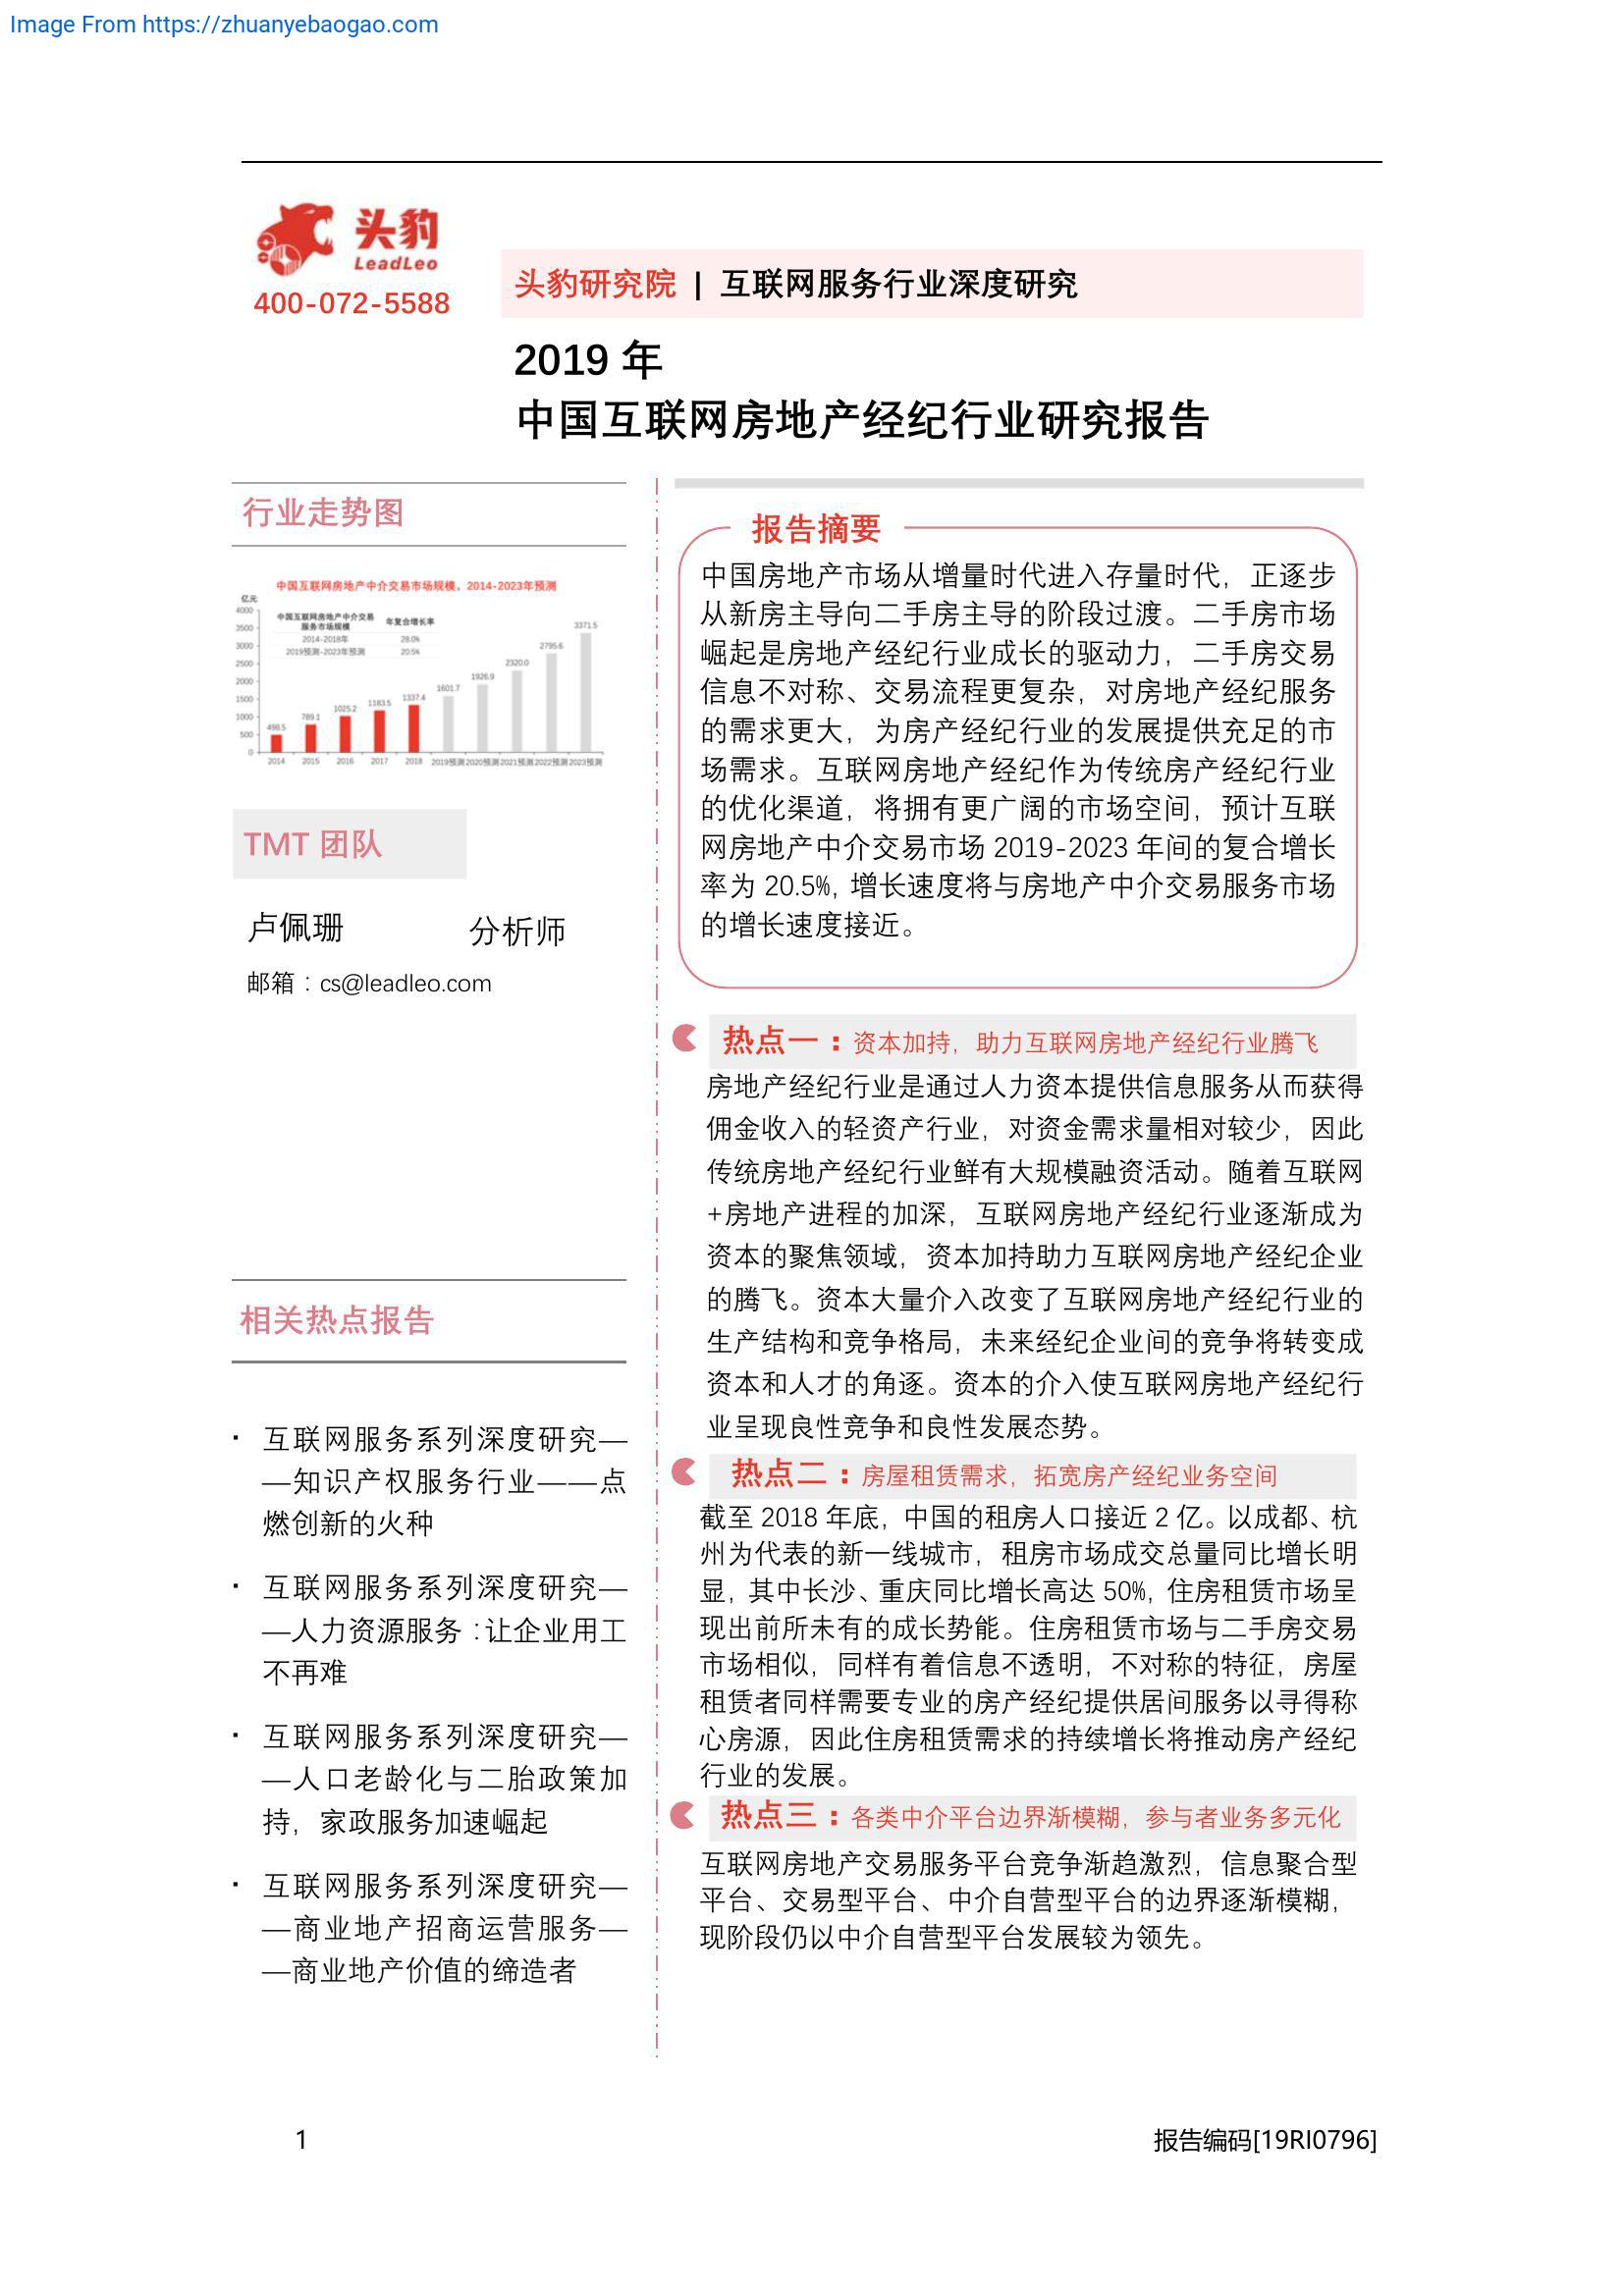 Image From https://zhuanyebaogao.com
头豹
LeadLeo
400-072-5588
头豹研究院 | 互联网服务行业深度研究
2019 年
中国互联网房地产经纪行业研究报告
行业走势图
中国互联网房地产中介交易市场规模，2014-2023年预测
亿元
4000
3500
3000
2500
2000
1500
1000
500
0
中国互联网房地产中介交易
服务市场规模
年复合增长率
2014-2018年 28.0%
2019预测-2023年预测 20.5%
498.5
789.1
1025.2
1183.5
1337.4
1601.7
1926.9
2320.0
2795.6
3371.5
2014 2015 2016 2017 2018 2019预测 2020预测 2021预测 2022预测 2023预测
TMT 团队
卢佩珊 分析师
邮箱：cs@leadleo.com
相关热点报告
· 互联网服务系列深度研究—
—知识产权服务行业——点
燃创新的火种
· 互联网服务系列深度研究—
—人力资源服务：让企业用工
不再难
· 互联网服务系列深度研究—
—人口老龄化与二胎政策加
持，家政服务加速崛起
· 互联网服务系列深度研究—
—商业地产招商运营服务—
—商业地产价值的缔造者
报告摘要
中国房地产市场从增量时代进入存量时代，正逐步
从新房主导向二手房主导的阶段过渡。二手房市场
崛起是房地产经纪行业成长的驱动力，二手房交易
信息不对称、交易流程更复杂，对房地产经纪服务
的需求更大，为房产经纪行业的发展提供充足的市
场需求。互联网房地产经纪作为传统房产经纪行业
的优化渠道，将拥有更广阔的市场空间，预计互联
网房地产中介交易市场 2019-2023 年间的复合增长
率为 20.5%，增长速度将与房地产中介交易服务市场
的增长速度接近。
热点一：资本加持，助力互联网房地产经纪行业腾飞
房地产经纪行业是通过人力资本提供信息服务从而获得
佣金收入的轻资产行业，对资金需求量相对较少，因此
传统房地产经纪行业鲜有大规模融资活动。随着互联网
+房地产进程的加深，互联网房地产经纪行业逐渐成为
资本的聚焦领域，资本加持助力互联网房地产经纪企业
的腾飞。资本大量介入改变了互联网房地产经纪行业的
生产结构和竞争格局，未来经纪企业间的竞争将转变成
资本和人才的角逐。资本的介入使互联网房地产经纪行
业呈现良性竞争和良性发展态势。
热点二：房屋租赁需求，拓宽房产经纪业务空间
截至 2018 年底，中国的租房人口接近 2 亿。以成都、杭
州为代表的新一线城市，租房市场成交总量同比增长明
显，其中长沙、重庆同比增长高达 50%，住房租赁市场呈
现出前所未有的成长势能。住房租赁市场与二手房交易
市场相似，同样有着信息不透明，不对称的特征，房屋
租赁者同样需要专业的房产经纪提供居间服务以寻得称
心房源，因此住房租赁需求的持续增长将推动房产经纪
行业的发展。
热点三：各类中介平台边界渐模糊，参与者业务多元化
互联网房地产交易服务平台竞争渐趋激烈，信息聚合型
平台、交易型平台、中介自营型平台的边界逐渐模糊，
现阶段仍以中介自营型平台发展较为领先。
1
报告编码[19RI0796]